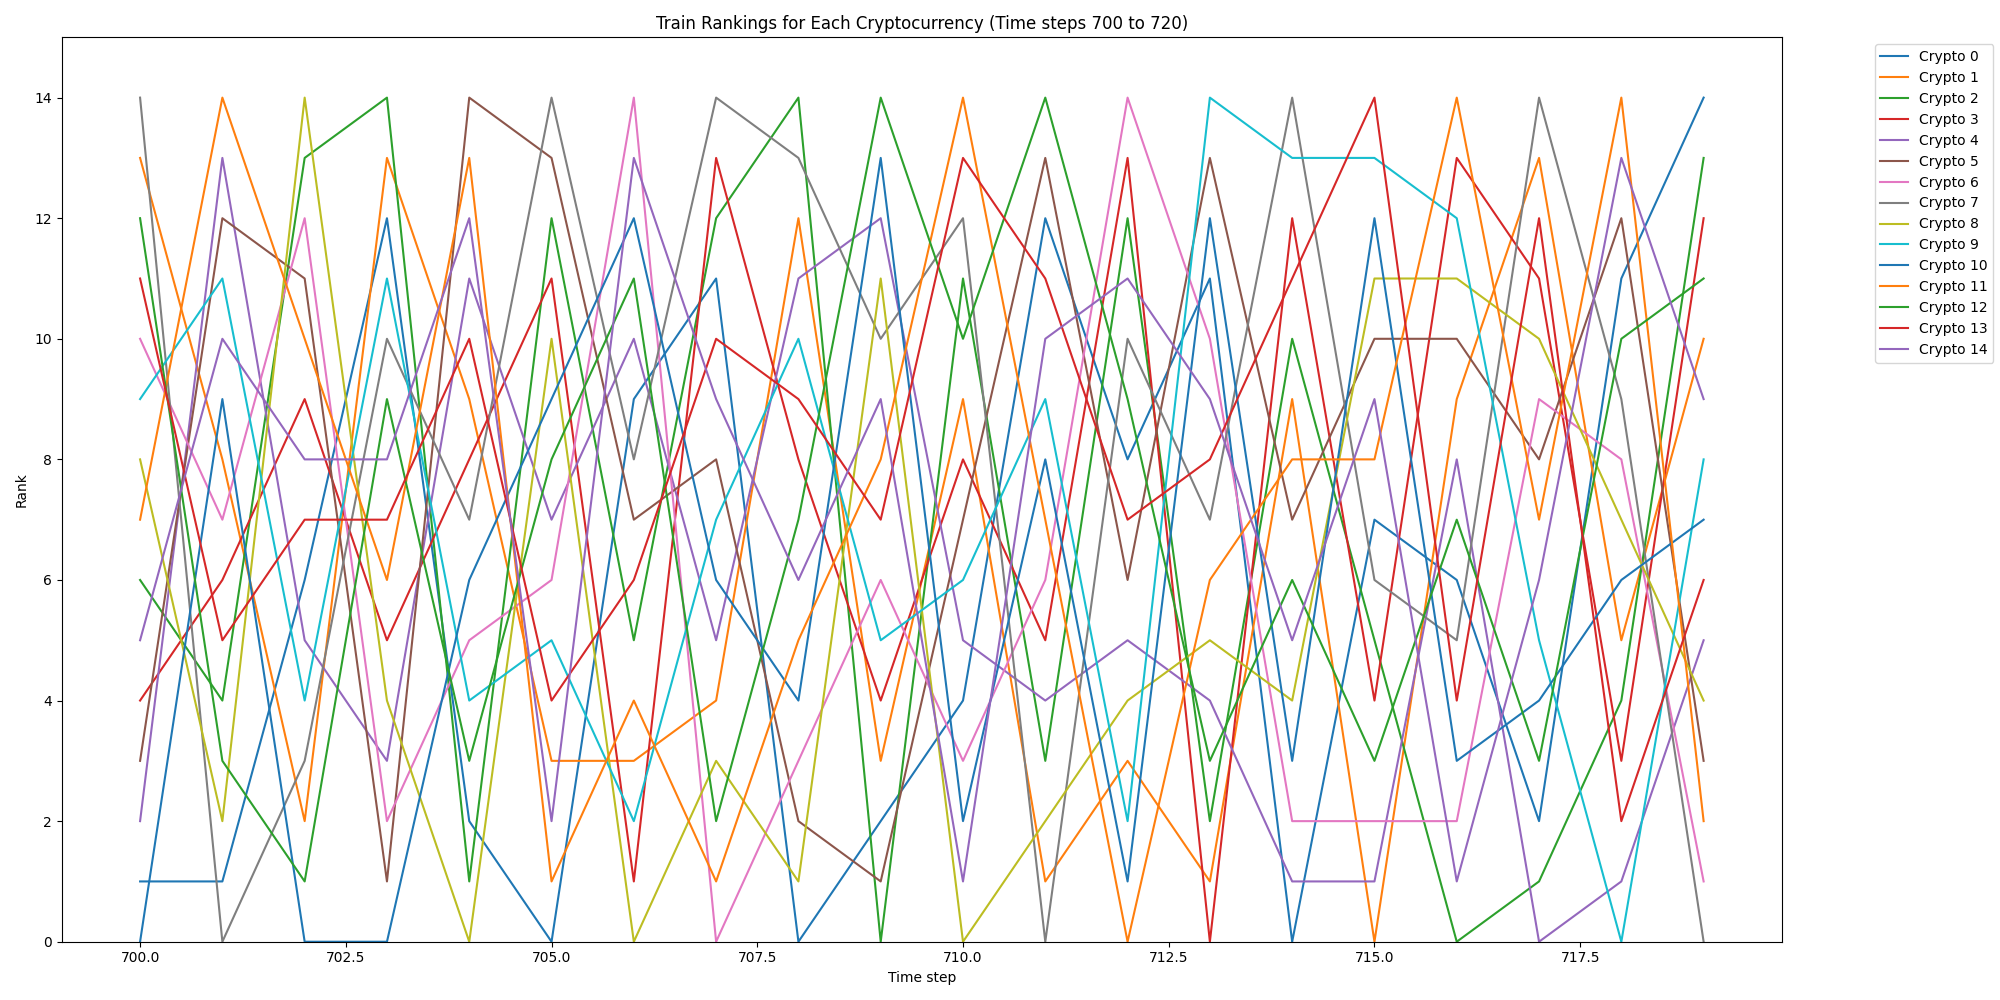 Train Rankings for Each Cryptocurrency (Time steps 700 to 720)
Rank
14
12
10
8
6
4
2
0
700.0
702.5
705.0
707.5
710.0
712.5
715.0
717.5
Time step
Crypto 0
Crypto 1
Crypto 2
Crypto 3
Crypto 4
Crypto 5
Crypto 6
Crypto 7
Crypto 8
Crypto 9
Crypto 10
Crypto 11
Crypto 12
Crypto 13
Crypto 14